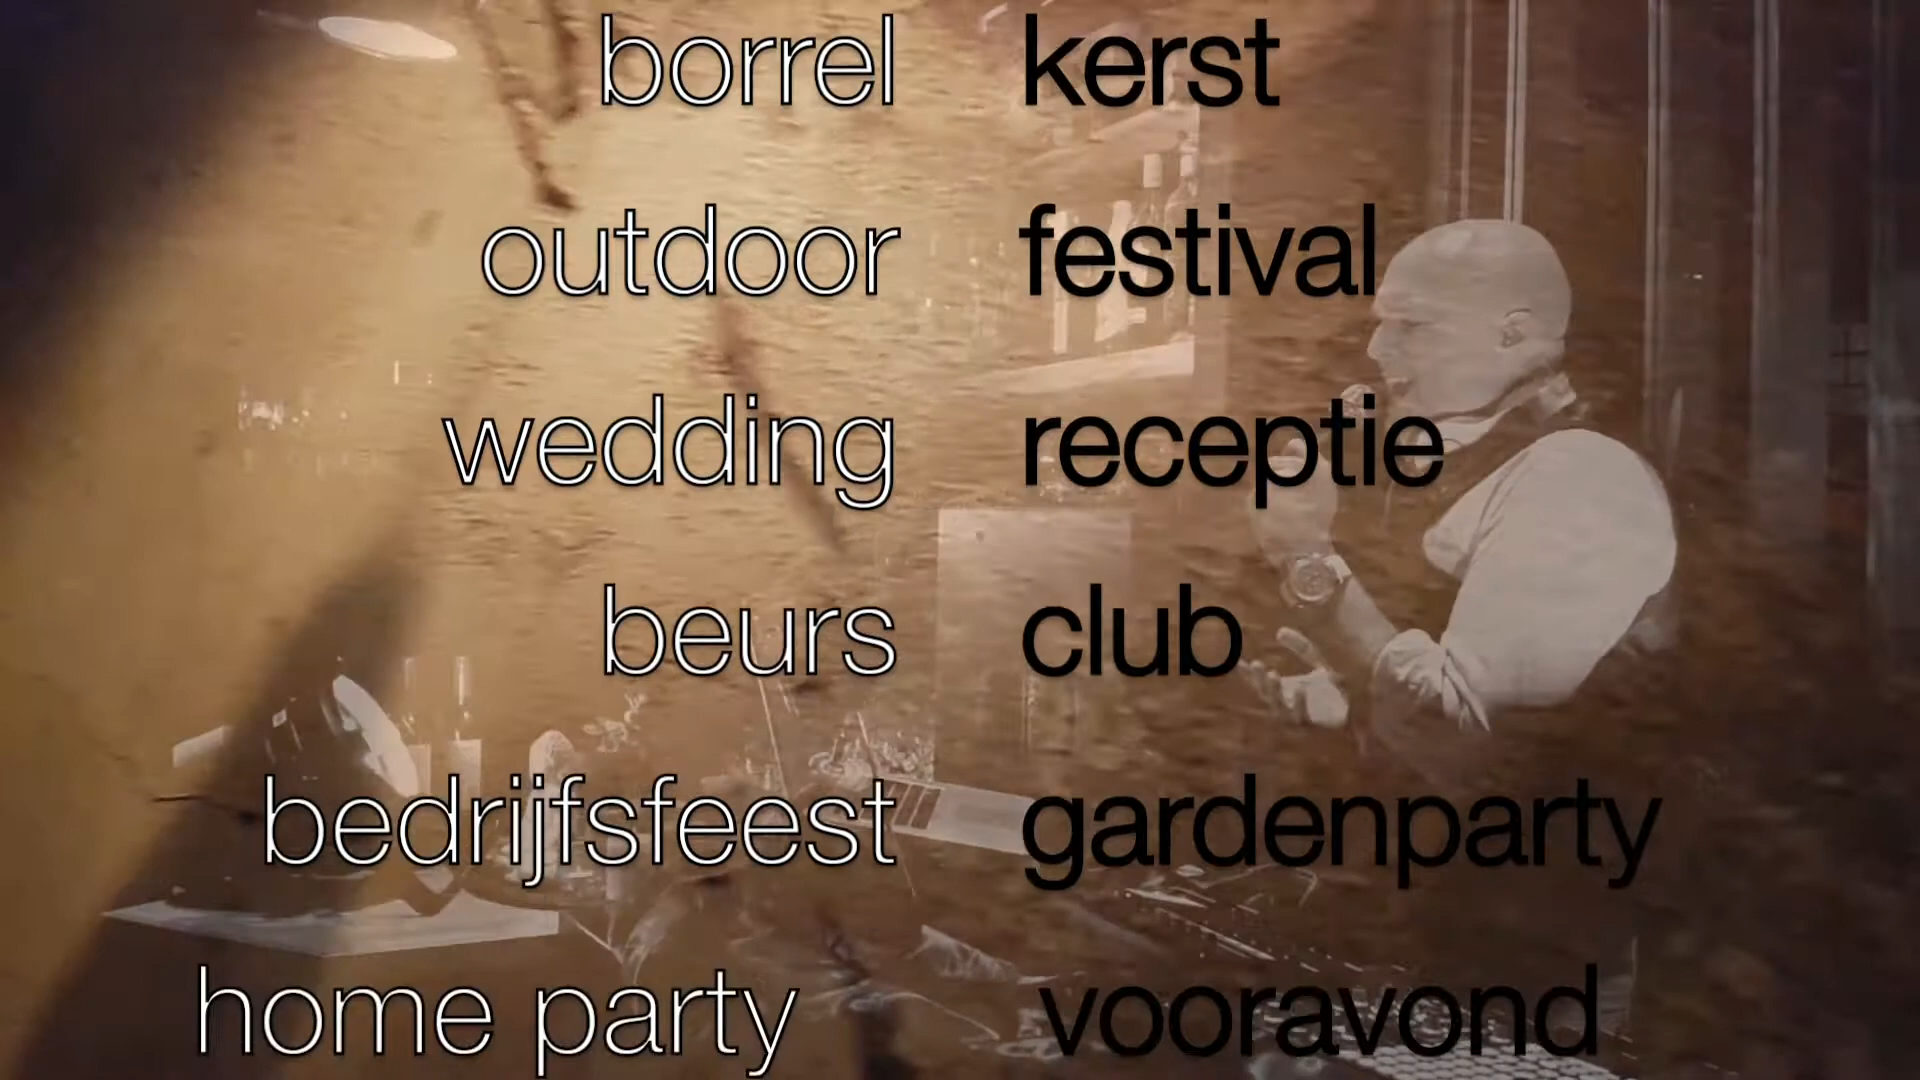 borrel kerst
outdoor festival
wedding receptie
beurs club
bedrijfsfeest gardenparty
home party vooravond